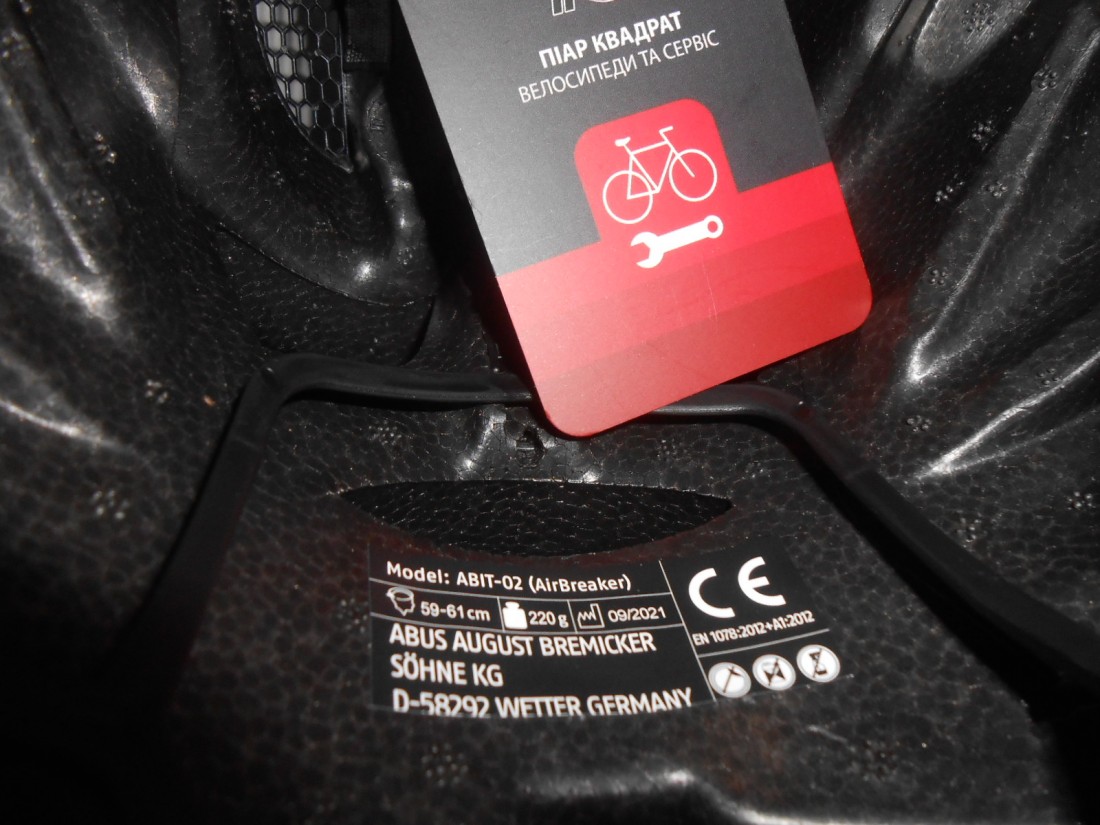 ПІАР КВАДРАТ
ВЕЛОСИПЕДИ ТА СЕРВІС
Model: ABIT-02 (AirBreaker)
59-61cm 220 g 09/2021
ABUS AUGUST BREMICKER
SÖHNE KG
D-58292 WETTER GERMANY
CE
EN 1078:2012+A1:2012